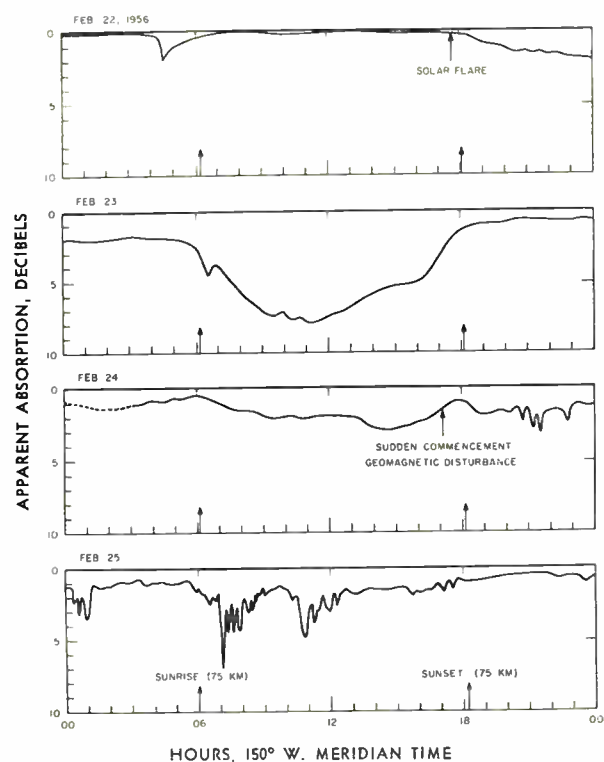 FEB 22, 1956
0
5
10
SOLAR FLARE
FEB 23
0
5
10
FEB 24
0
5
10
SUDDEN COMMENCEMENT
GEOMAGNETIC DISTURBANCE
FEB 25
0
5
10
SUNRISE (75 KM)
SUNSET (75 KM)
00
06
12
18
00
APPARENT ABSORPTION, DECIBELS
HOURS, 150° W. MERIDIAN TIME